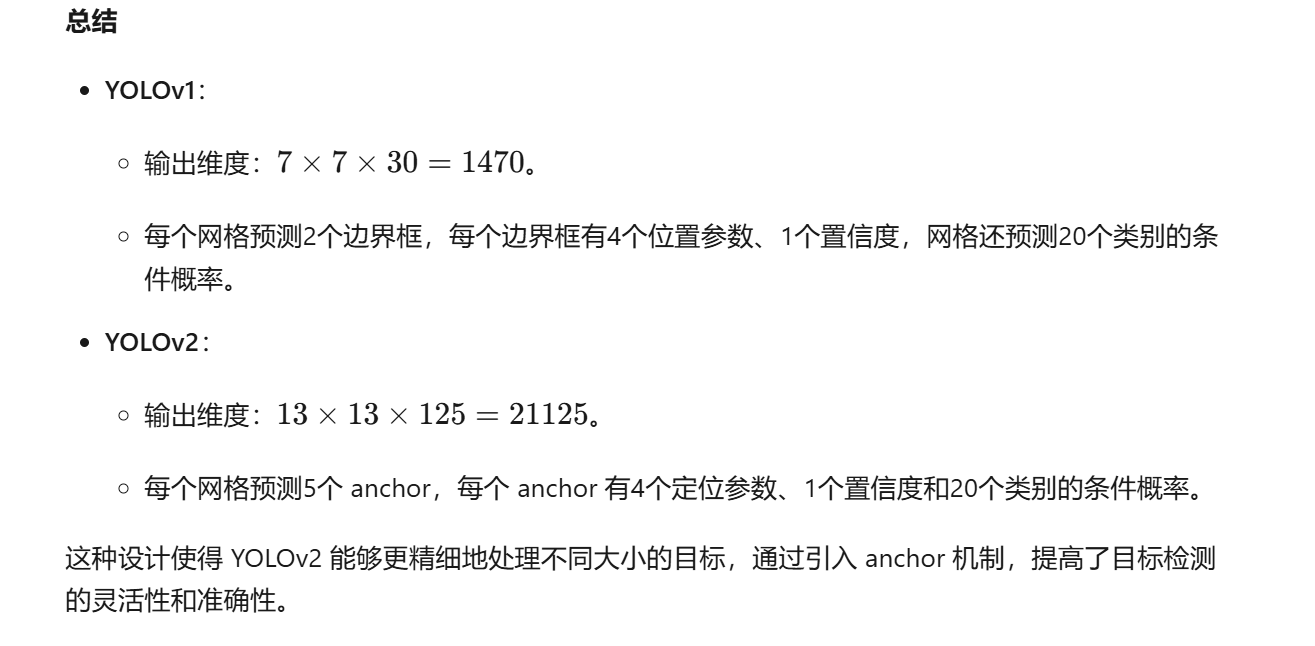 总结
• YOLOv1：
○ 输出维度：7 × 7 × 30 = 1470。
○ 每个网格预测2个边界框，每个边界框有4个位置参数、1个置信度，网格还预测20个类别的条
件概率。
• YOLOv2：
○ 输出维度：13 × 13 × 125 = 21125。
○ 每个网格预测5个 anchor，每个 anchor 有4个定位参数、1个置信度和20个类别的条件概率。
这种设计使得 YOLOv2 能够更精细地处理不同大小的目标，通过引入 anchor 机制，提高了目标检测
的灵活性和准确性。